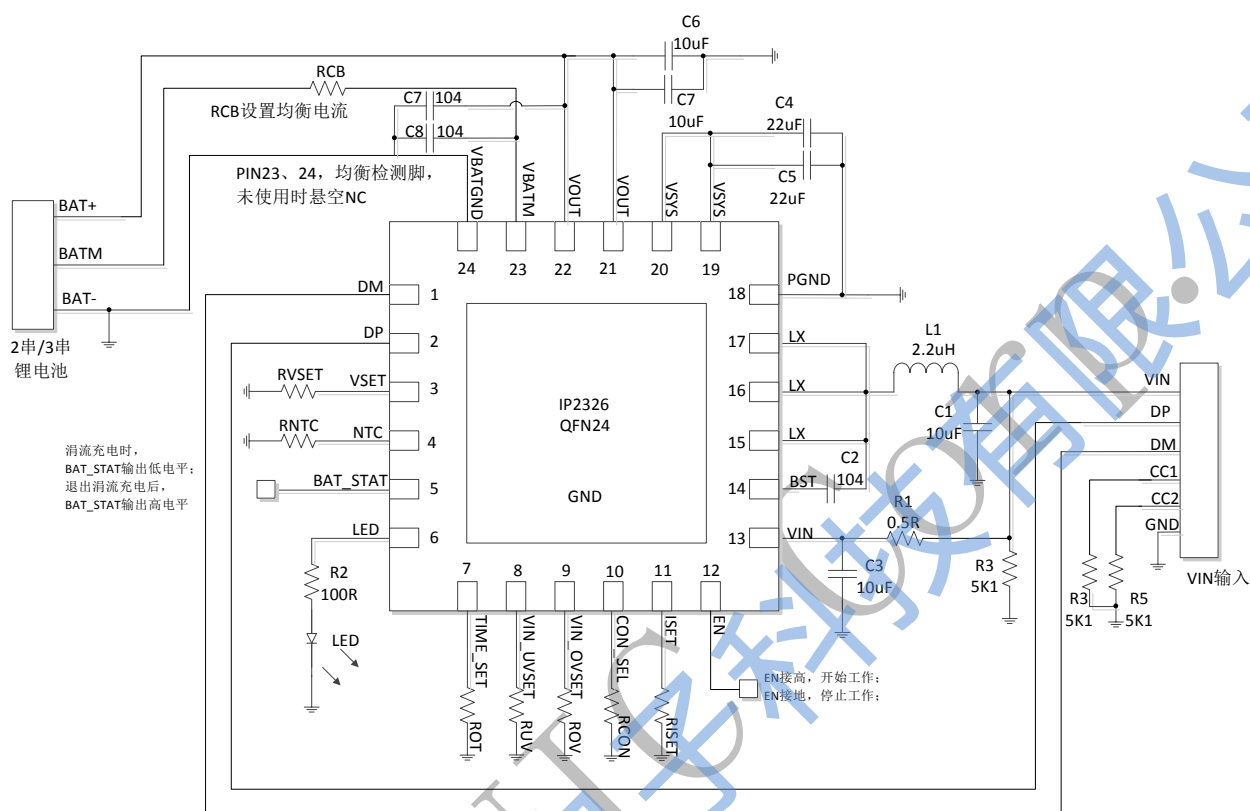 C6
10uF
RCB
C7
104
C7
10uF
C4
22uF
RCB设置均衡电流
C8
104
PIN23、24，均衡检测脚，
未使用时悬空NC
C5
22uF
VBATGND
VBATM
VOUT
VOUT
VSYS
VSYS
BAT+
BATM
BAT-
2串/3串
锂电池
24
23
22
21
20
19
DM
1
DP
2
VSET
3
RVSET
NTC
4
RNTC
BAT_STAT
5
LED
6
涓流充电时，
BAT_STAT输出低电平；
退出涓流充电后，
BAT_STAT输出高电平
IP2326
QFN24
GND
18
PGND
17
LX
16
LX
15
LX
14
BST
13
VIN
L1
2.2uH
C1
10uF
C2
104
R1
0.5R
C3
10uF
R3
5K1
VIN
DP
DM
CC1
CC2
GND
R3
5K1
R5
5K1
VIN输入
R2
100R
LED
7
8
9
10
11
12
TIME_SET
VIN_UVSET
VIN_OVSET
CON_SEL
ISET
EN
ROT
RUV
ROV
RCON
RISET
EN接高，开始工作；
EN接地，停止工作；
科技有限公
Corp.